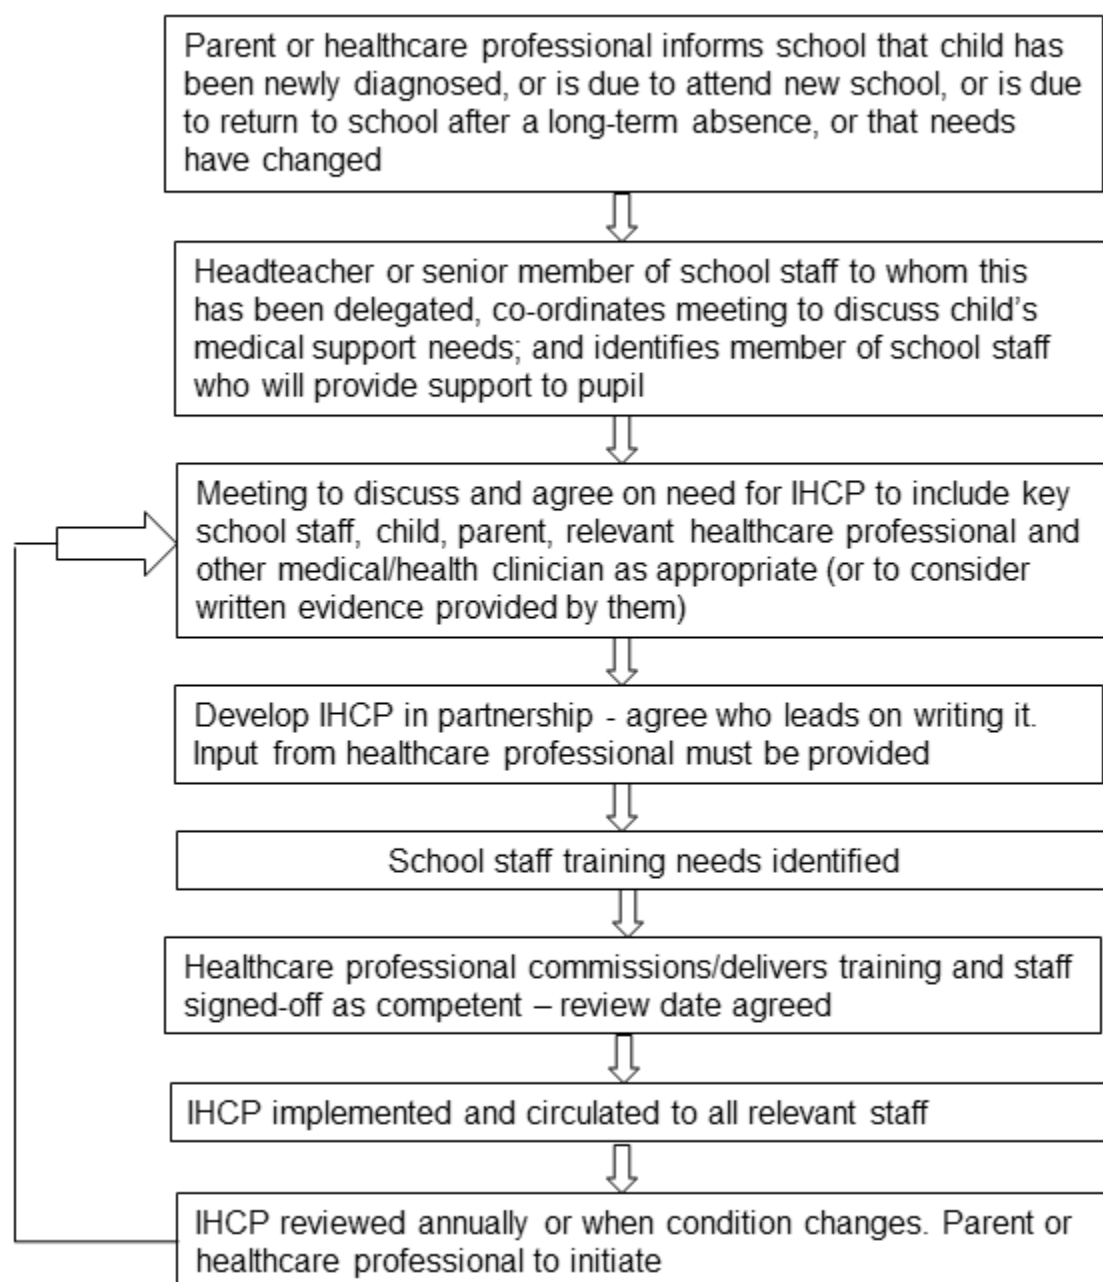 Parent or healthcare professional informs school that child has
been newly diagnosed, or is due to attend new school, or is due
to return to school after a long-term absence, or that needs
have changed
Headteacher or senior member of school staff to whom this
has been delegated, co-ordinates meeting to discuss child's
medical support needs; and identifies member of school staff
who will provide support to pupil
Meeting to discuss and agree on need for IHCP to include key
school staff, child, parent, relevant healthcare professional and
other medical/health clinician as appropriate (or to consider
written evidence provided by them)
Develop IHCP in partnership - agree who leads on writing it.
Input from healthcare professional must be provided
School staff training needs identified
Healthcare professional commissions/delivers training and staff
signed-off as competent – review date agreed
IHCP implemented and circulated to all relevant staff
IHCP reviewed annually or when condition changes. Parent or
healthcare professional to initiate